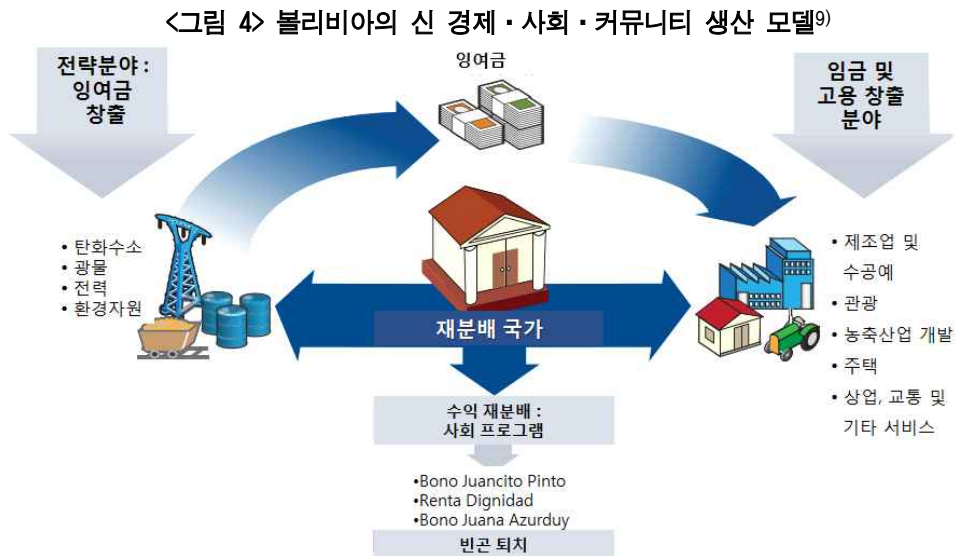 <그림 4> 볼리비아의 신 경제·사회·커뮤니티 생산 모델9)
전략분야 :
잉여금
창출
잉여금
임금 및
고용 창출
분야
• 탄화수소
• 광물
• 전력
• 환경자원
• 제조업 및
수공예
• 관광
• 농축산업 개발
• 주택
• 상업, 교통 및
기타 서비스
재분배 국가
수익 재분배 :
사회 프로그램
•Bono Juancito Pinto
•Renta Dignidad
•Bono Juana Azurduy
빈곤 퇴치